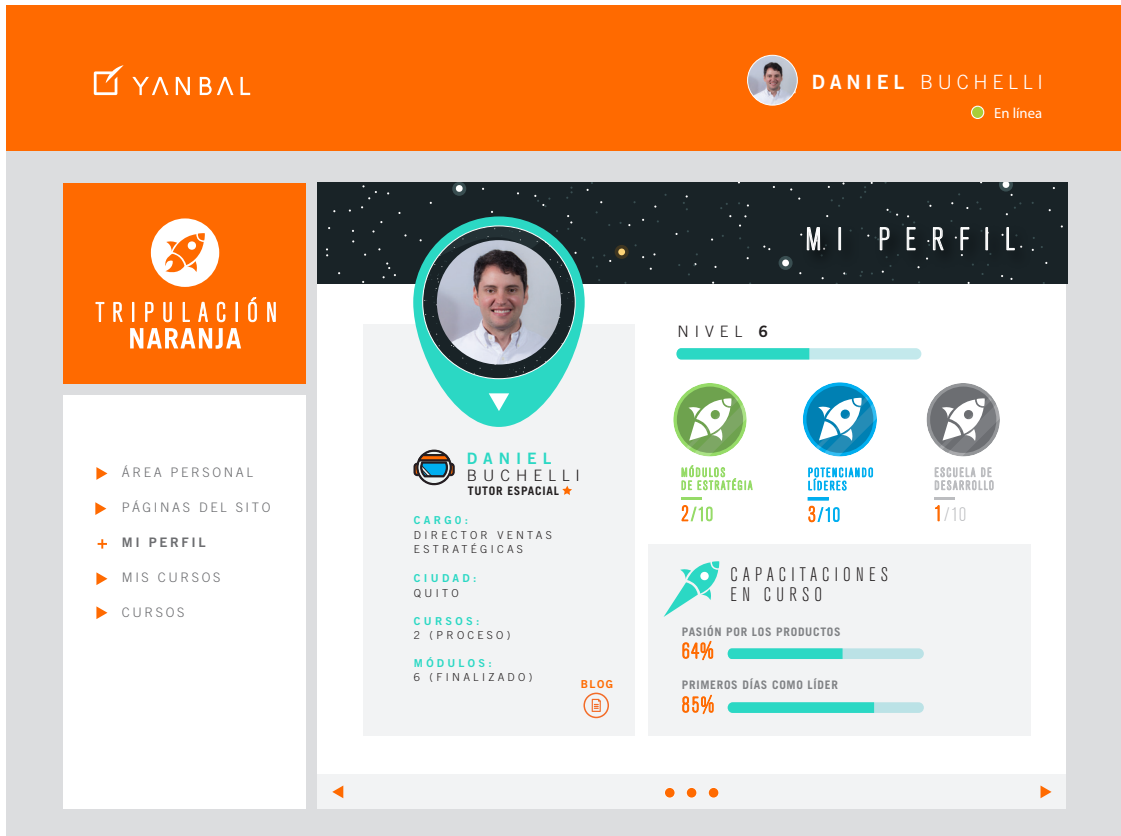 YANBAL
DANIEL BUCHELLI
En línea
TRIPULACIÓN
NARANJA
ÁREA PERSONAL
PÁGINAS DEL SITO
MI PERFIL
MIS CURSOS
CURSOS
MI PERFIL
DANIEL
BUCHELLI
TUTOR ESPACIAL
CARGO:
DIRECTOR VENTAS
ESTRATÉGICAS
CIUDAD:
QUITO
CURSOS:
2 (PROCESO)
MÓDULOS:
6 (FINALIZADO)
BLOG
NIVEL 6
MÓDULOS
DE ESTRATÉGIA
2/10
POTENCIANDO
LÍDERES
3/10
ESCUELA DE
DESARROLLO
1/10
CAPACITACIONES
EN CURSO
PASIÓN POR LOS PRODUCTOS
64%
PRIMEROS DÍAS COMO LÍDER
85%